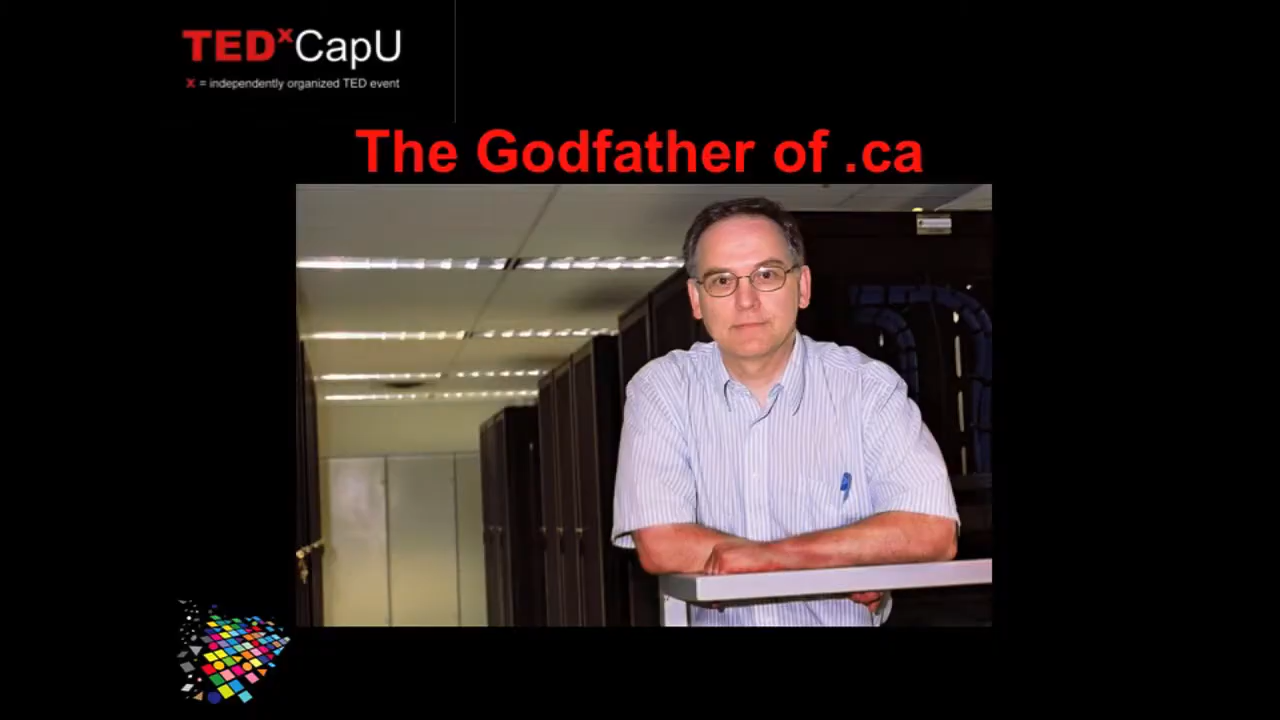 TEDxCapU
x = independently organized TED event
The Godfather of .ca